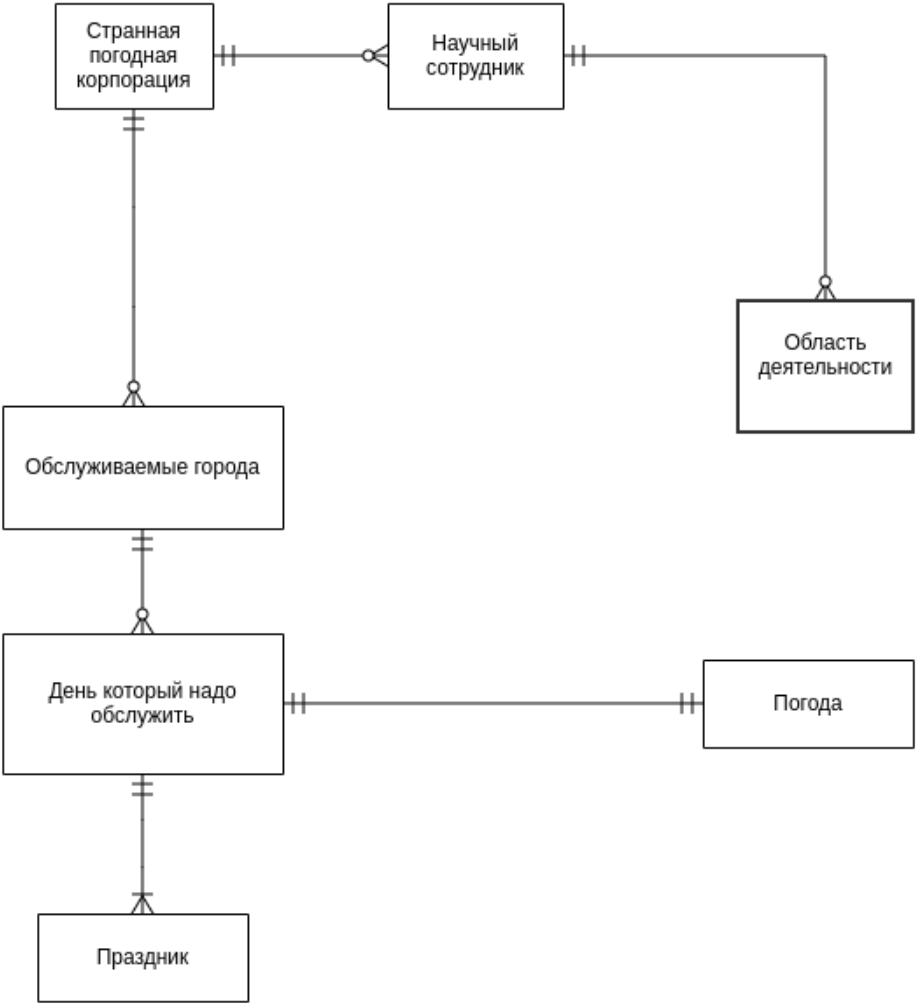 Странная
погодная
корпорация
Научный
сотрудник
Область
деятельности
Обслуживаемые города
День который надо
обслужить
Погода
Праздник